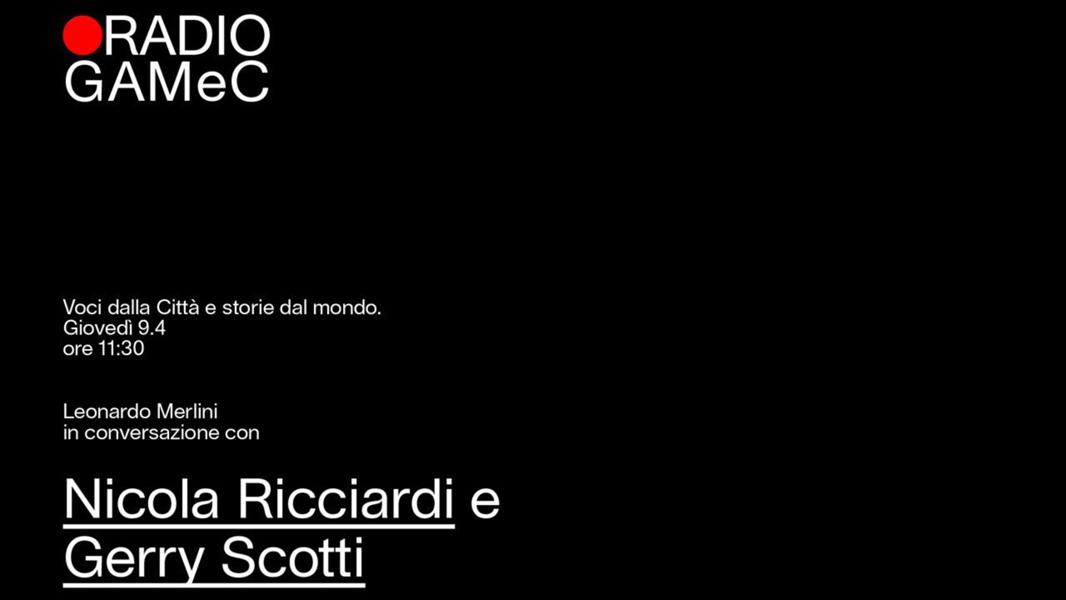 RADIO
GAMeC
Voci dalla Città e storie dal mondo.
Giovedì 9.4
ore 11:30
Leonardo Merlini
in conversazione con
Nicola Ricciardi e
Gerry Scotti